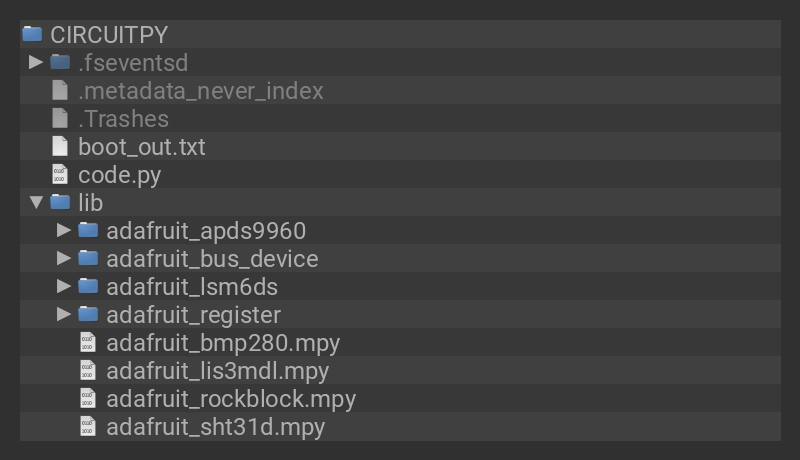 CIRCUITPY
.fseventsd
.metadata_never_index
.Trashes
boot_out.txt
code.py
lib
adafruit_apds9960
adafruit_bus_device
adafruit_lsm6ds
adafruit_register
adafruit_bmp280.mpy
adafruit_lis3mdl.mpy
adafruit_rockblock.mpy
adafruit_sht31d.mpy